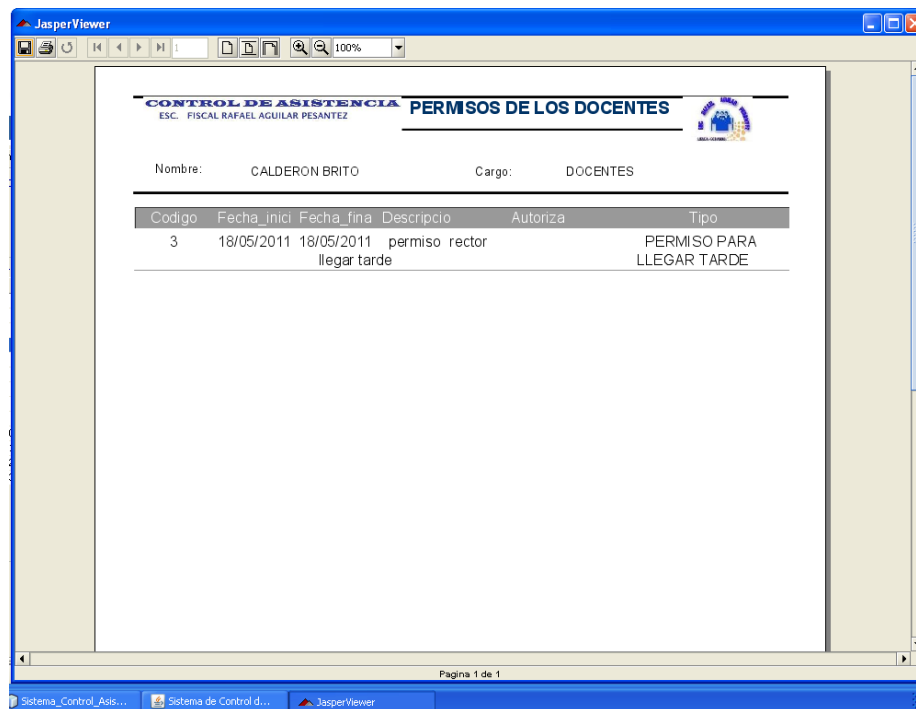 JasperViewer
1
100%
CONTROL DE ASISTENCIA
ESC. FISCAL RAFAEL AGUILAR PESANTEZ
PERMISOS DE LOS DOCENTES
Nombre: CALDERON BRITO Cargo: DOCENTES
Codigo Fecha_inici Fecha_fina Descripcio Autoriza Tipo
3 18/05/2011 18/05/2011 permiso rector PERMISO PARA
llegar tarde LLEGAR TARDE
Pagina 1 de 1
Sistema_Control_Asis... Sistema de Control d... JasperViewer